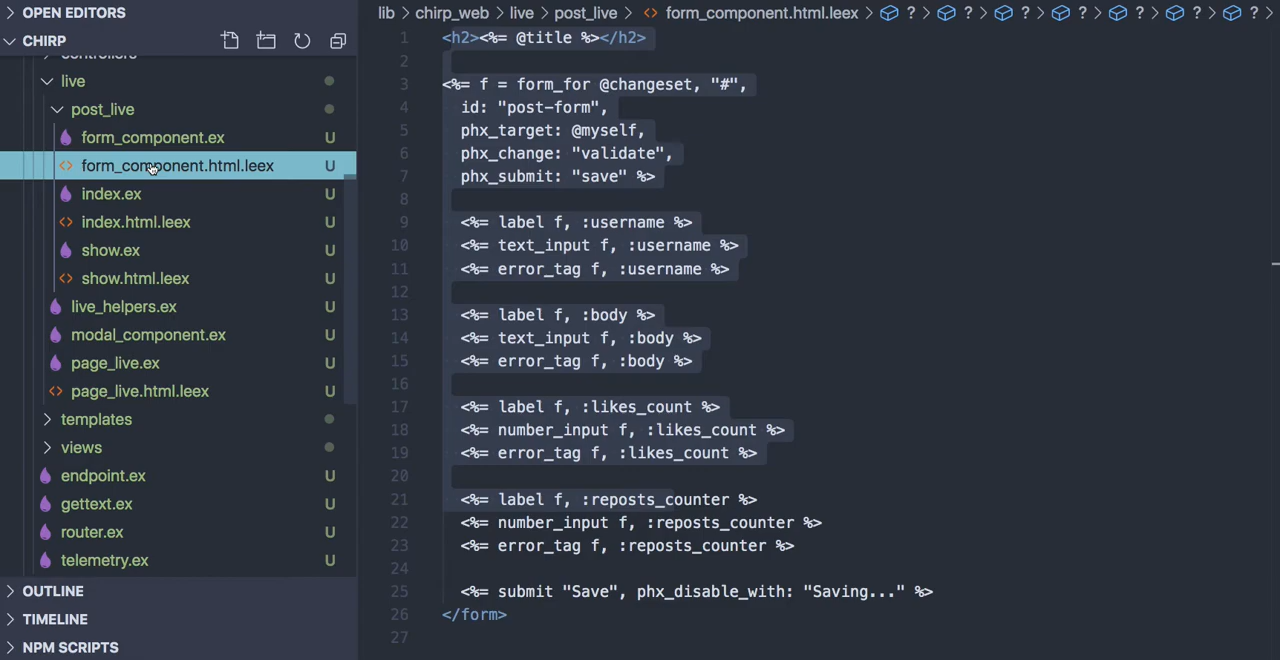 OPEN EDITORS
CHIRP
controllers
live
post_live
form_component.ex U
form_component.html.leex U
index.ex U
index.html.leex U
show.ex U
show.html.leex U
live_helpers.ex U
modal_component.ex U
page_live.ex U
page_live.html.leex U
templates
views
endpoint.ex U
gettext.ex U
router.ex U
telemetry.ex U
OUTLINE
TIMELINE
NPM SCRIPTS
lib > chirp_web > live > post_live > form_component.html.leex > ? > ? > ? > ? > ? > ? > ? >
1 <h2><%= @title %></h2>
2
3 <%= f = form_for @changeset, "#",
4 id: "post-form",
5 phx_target: @myself,
6 phx_change: "validate",
7 phx_submit: "save" %>
8
9 <%= label f, :username %>
10 <%= text_input f, :username %>
11 <%= error_tag f, :username %>
12
13 <%= label f, :body %>
14 <%= text_input f, :body %>
15 <%= error_tag f, :body %>
16
17 <%= label f, :likes_count %>
18 <%= number_input f, :likes_count %>
19 <%= error_tag f, :likes_count %>
20
21 <%= label f, :reposts_counter %>
22 <%= number_input f, :reposts_counter %>
23 <%= error_tag f, :reposts_counter %>
24
25 <%= submit "Save", phx_disable_with: "Saving..." %>
26 </form>
27